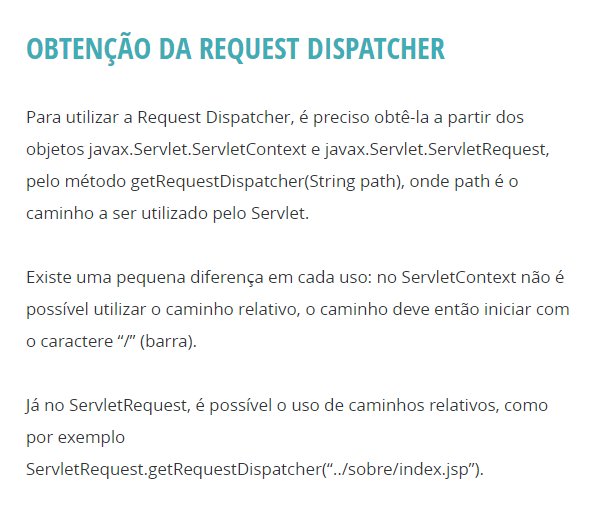 OBTENÇÃO DA REQUEST DISPATCHER
Para utilizar a Request Dispatcher, é preciso obtê-la a partir dos
objetos javax.Servlet.ServletContext e javax.Servlet.ServletRequest,
pelo método getRequestDispatcher(String path), onde path é o
caminho a ser utilizado pelo Servlet.
Existe uma pequena diferença em cada uso: no ServletContext não é
possível utilizar o caminho relativo, o caminho deve então iniciar com
o caractere “/” (barra).
Já no ServletRequest, é possível o uso de caminhos relativos, como
por exemplo
ServletRequest.getRequestDispatcher(“../sobre/index.jsp”).